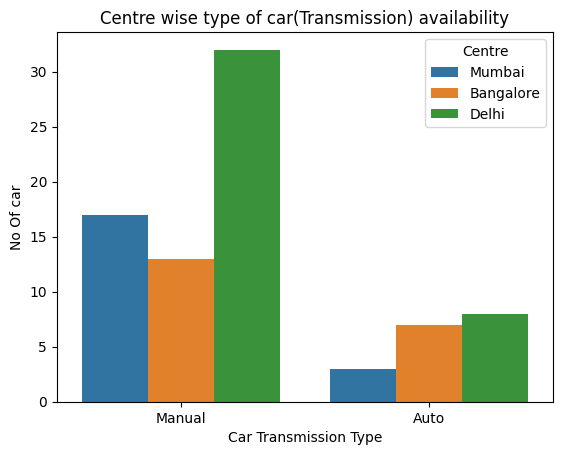 Centre wise type of car(Transmission) availability
Centre
Mumbai
Bangalore
Delhi
No Of car
30
25
20
15
10
5
0
Manual
Auto
Car Transmission Type